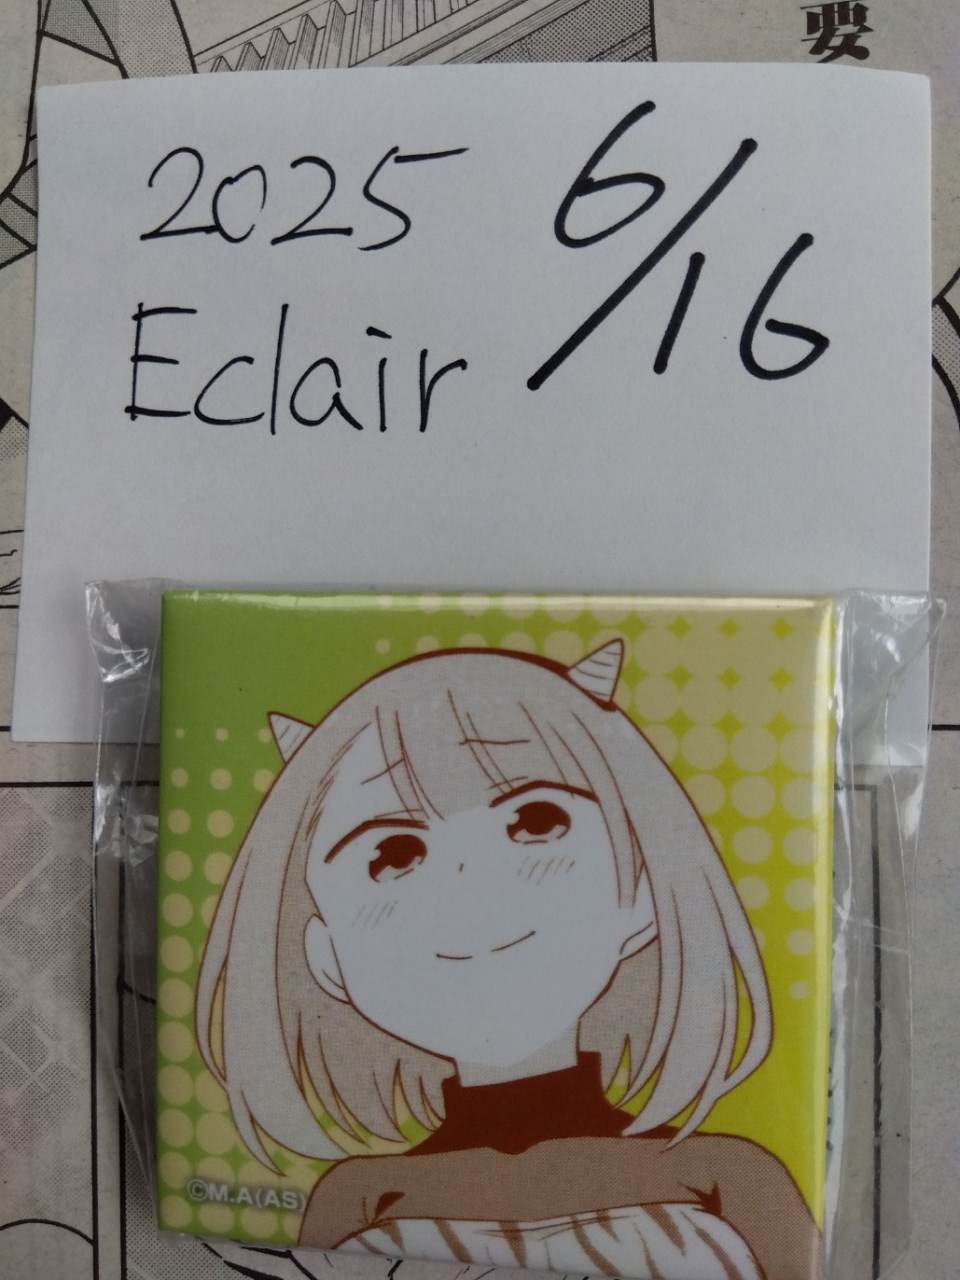 要
2025 6/16
Eclair
©M.A(AS)